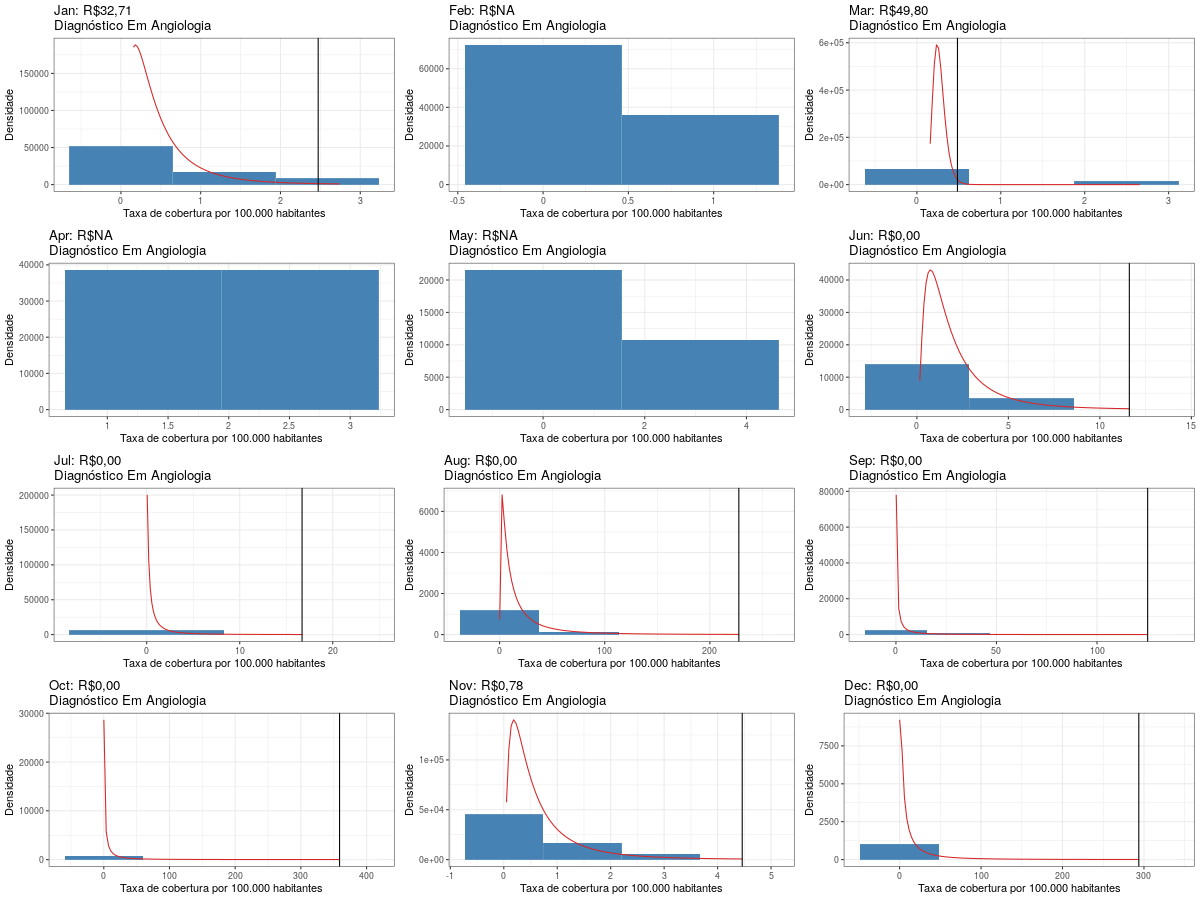 Jan: R$32,71
Diagnóstico Em Angiologia
Densidade
150000
100000
50000
0
0 1 2 3
Taxa de cobertura por 100.000 habitantes
Feb: R$NA
Diagnóstico Em Angiologia
Densidade
60000
40000
20000
0
-0.5 0 0.5 1
Taxa de cobertura por 100.000 habitantes
Mar: R$49,80
Diagnóstico Em Angiologia
Densidade
6e+05
4e+05
2e+05
0e+00
0 1 2 3
Taxa de cobertura por 100.000 habitantes
Apr: R$NA
Diagnóstico Em Angiologia
Densidade
40000
30000
20000
10000
0
1 1.5 2 2.5 3
Taxa de cobertura por 100.000 habitantes
May: R$NA
Diagnóstico Em Angiologia
Densidade
20000
15000
10000
5000
0
0 2 4
Taxa de cobertura por 100.000 habitantes
Jun: R$0,00
Diagnóstico Em Angiologia
Densidade
40000
30000
20000
10000
0
0 5 10 15
Taxa de cobertura por 100.000 habitantes
Jul: R$0,00
Diagnóstico Em Angiologia
Densidade
200000
150000
100000
50000
0
0 10 20
Taxa de cobertura por 100.000 habitantes
Aug: R$0,00
Diagnóstico Em Angiologia
Densidade
6000
4000
2000
0
0 100 200
Taxa de cobertura por 100.000 habitantes
Sep: R$0,00
Diagnóstico Em Angiologia
Densidade
80000
60000
40000
20000
0
0 50 100
Taxa de cobertura por 100.000 habitantes
Oct: R$0,00
Diagnóstico Em Angiologia
Densidade
30000
20000
10000
0
0 100 200 300 400
Taxa de cobertura por 100.000 habitantes
Nov: R$0,78
Diagnóstico Em Angiologia
Densidade
1e+05
5e+04
0e+00
-1 0 1 2 3 4 5
Taxa de cobertura por 100.000 habitantes
Dec: R$0,00
Diagnóstico Em Angiologia
Densidade
7500
5000
2500
0
0 100 200 300
Taxa de cobertura por 100.000 habitantes